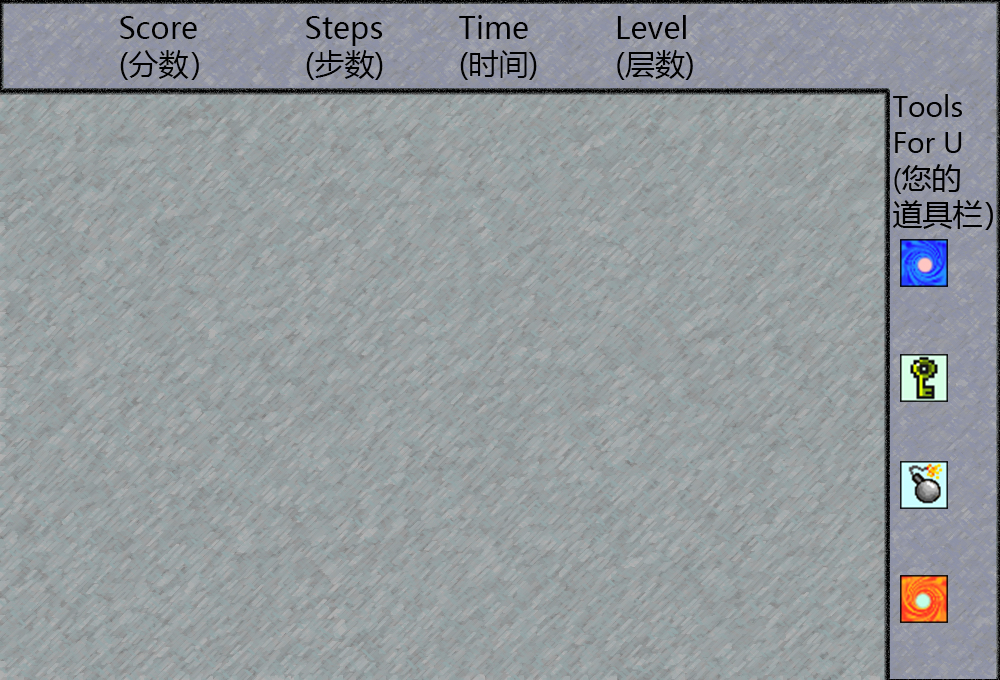 Score
(分数)
Steps
(步数)
Time
(时间)
Level
(层数)
Tools
For U
(您的
道具栏)